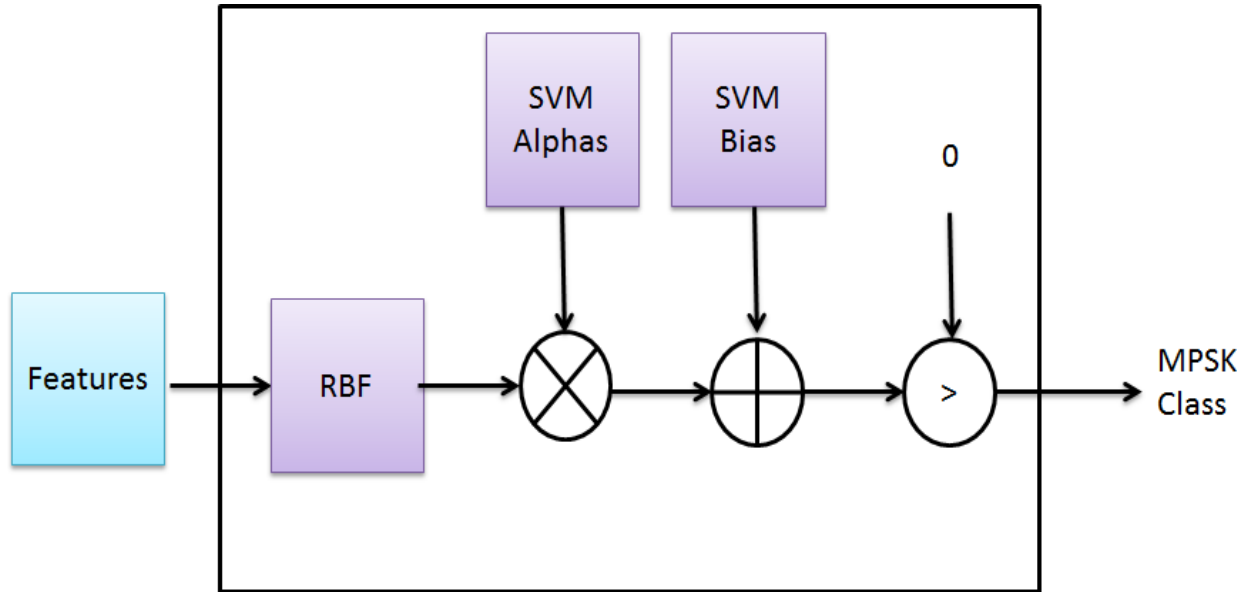 SVM
Alphas
SVM
Bias
0
Features
RBF
>
MPSK
Class